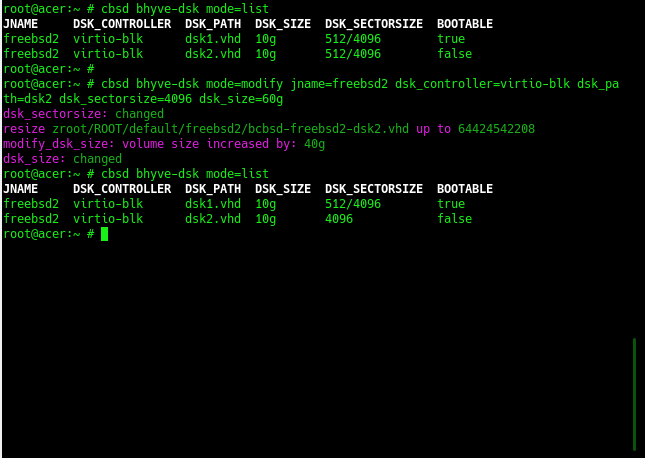 root@acer:~ # cbsd bhyve-dsk mode=list
JNAME     DSK_CONTROLLER  DSK_PATH  DSK_SIZE  DSK_SECTORSIZE  BOOTABLE
freebsd2  virtio-blk      dsk1.vhd  10g       512/4096        true
freebsd2  virtio-blk      dsk2.vhd  10g       512/4096        false
root@acer:~ #
root@acer:~ # cbsd bhyve-dsk mode=modify jname=freebsd2 dsk_controller=virtio-blk dsk_pa
th=dsk2 dsk_sectorsize=4096 dsk_size=60g
dsk_sectorsize: changed
resize zroot/ROOT/default/freebsd2/bcbsd-freebsd2-dsk2.vhd up to 64424542208
modify_dsk_size: volume size increased by: 40g
dsk_size: changed
root@acer:~ # cbsd bhyve-dsk mode=list
JNAME     DSK_CONTROLLER  DSK_PATH  DSK_SIZE  DSK_SECTORSIZE  BOOTABLE
freebsd2  virtio-blk      dsk1.vhd  10g       512/4096        true
freebsd2  virtio-blk      dsk2.vhd  10g       4096            false
root@acer:~ #